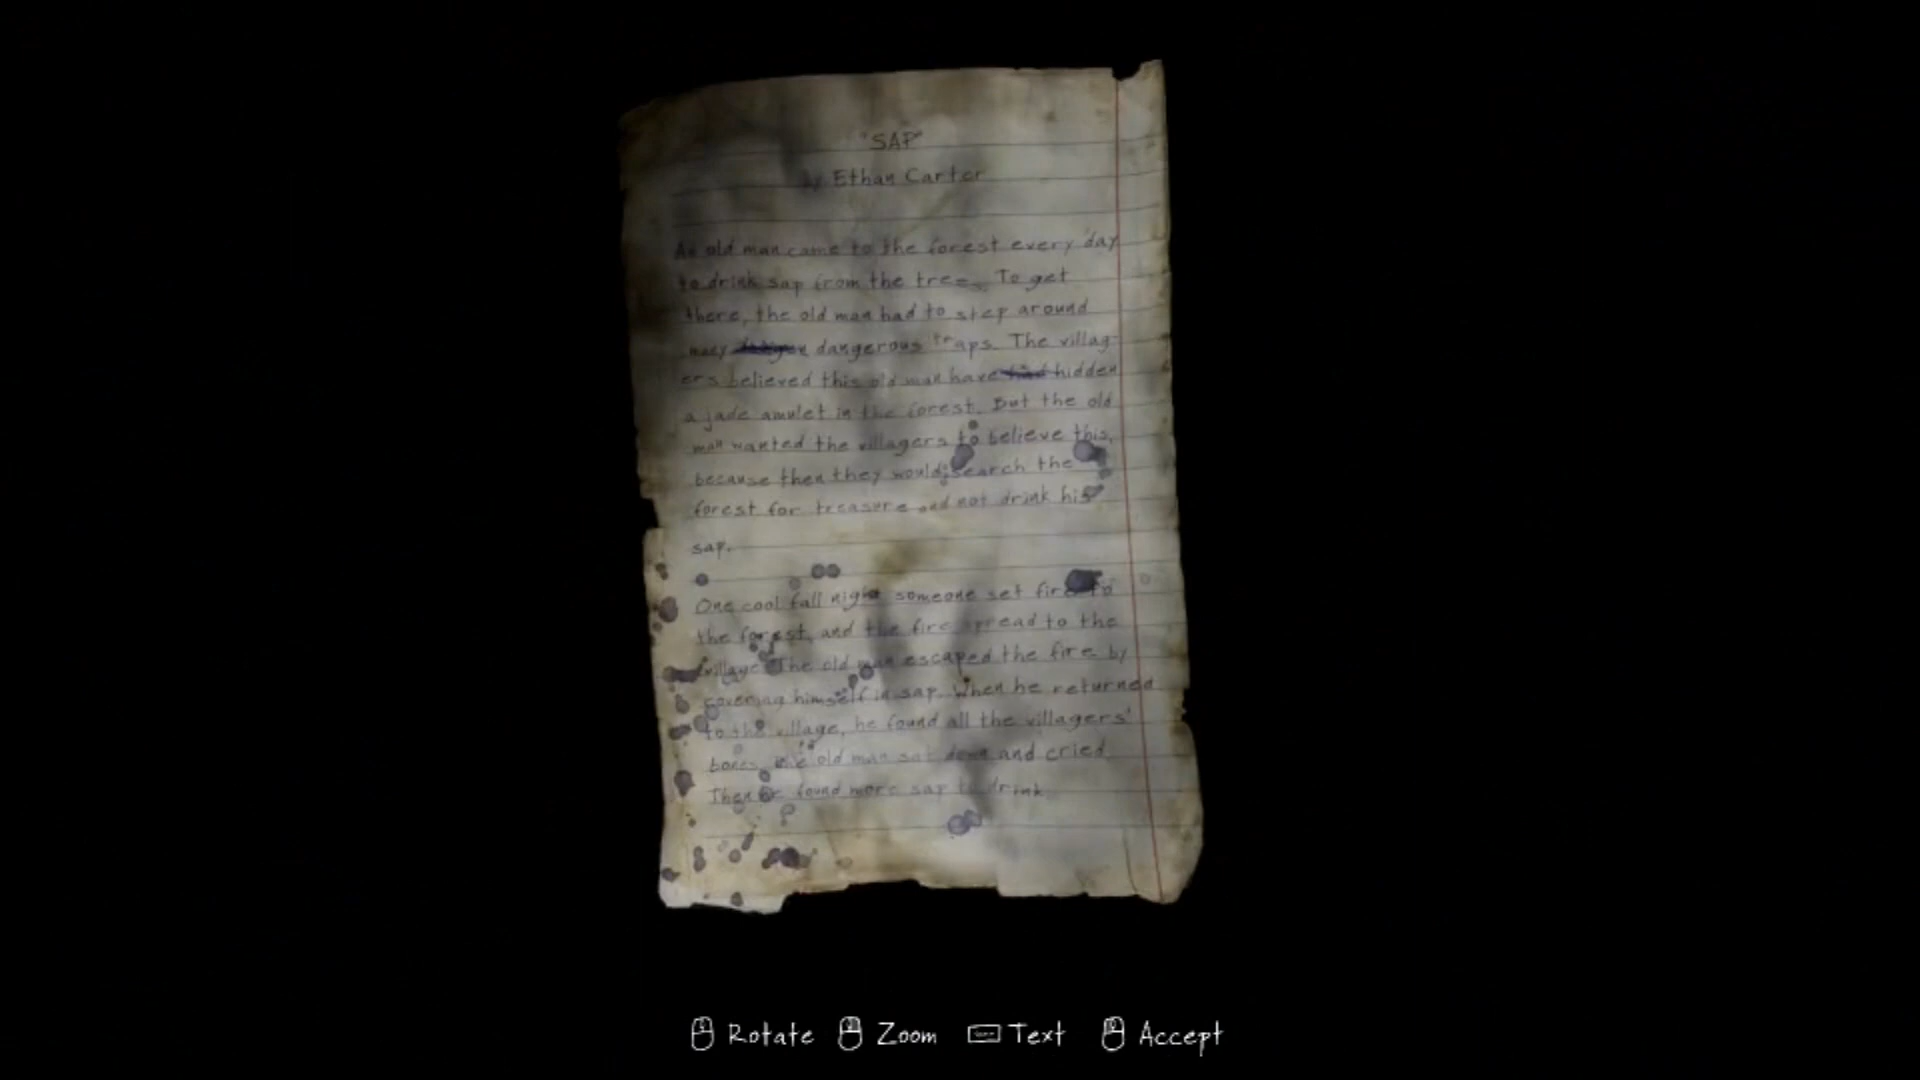 "SAP"
by Ethan Carter
An old man came to the forest every day
to drink sap from the trees. To get
there, the old man had to step around
many dangerous traps. The villag-
ers believed this old man have had hidden
a jade amulet in the forest. But the old
man wanted the villagers to believe this,
because then they would search the
forest for treasure and not drink his
sap.
One cool fall night someone set fire to
the forest, and the fire spread to the
village. The old man escaped the fire by
covering himself in sap. When he returned
to the village, he found all the villagers'
bones. The old man sat down and cried.
Then he found more sap to drink.
Rotate Zoom Text Accept